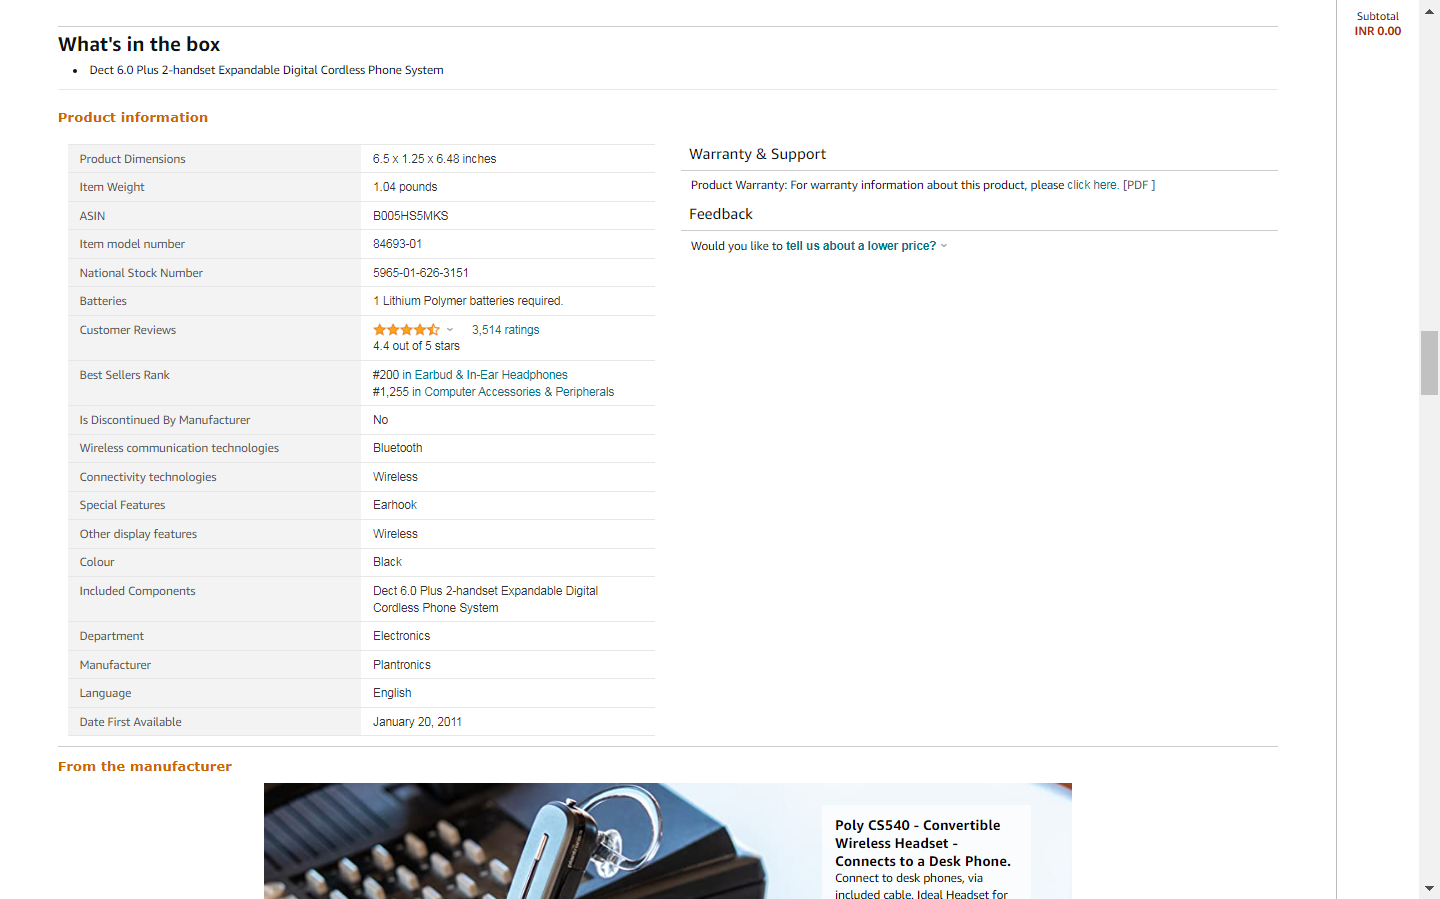 Subtotal
INR 0.00
What's in the box
Dect 6.0 Plus 2-handset Expandable Digital Cordless Phone System
Product information
Product Dimensions 6.5 x 1.25 x 6.48 inches
Item Weight 1.04 pounds
ASIN B005HS5MKS
Item model number 84693-01
National Stock Number 5965-01-626-3151
Batteries 1 Lithium Polymer batteries required.
Customer Reviews 3,514 ratings
4.4 out of 5 stars
Best Sellers Rank #200 in Earbud & In-Ear Headphones
#1,255 in Computer Accessories & Peripherals
Is Discontinued By Manufacturer No
Wireless communication technologies Bluetooth
Connectivity technologies Wireless
Special Features Earhook
Other display features Wireless
Colour Black
Included Components Dect 6.0 Plus 2-handset Expandable Digital
Cordless Phone System
Department Electronics
Manufacturer Plantronics
Language English
Date First Available January 20, 2011
Warranty & Support
Product Warranty: For warranty information about this product, please click here. [PDF ]
Feedback
Would you like to tell us about a lower price?
From the manufacturer
Poly CS540 - Convertible
Wireless Headset -
Connects to a Desk Phone.
Connect to desk phones, via
included cable. Ideal Headset for